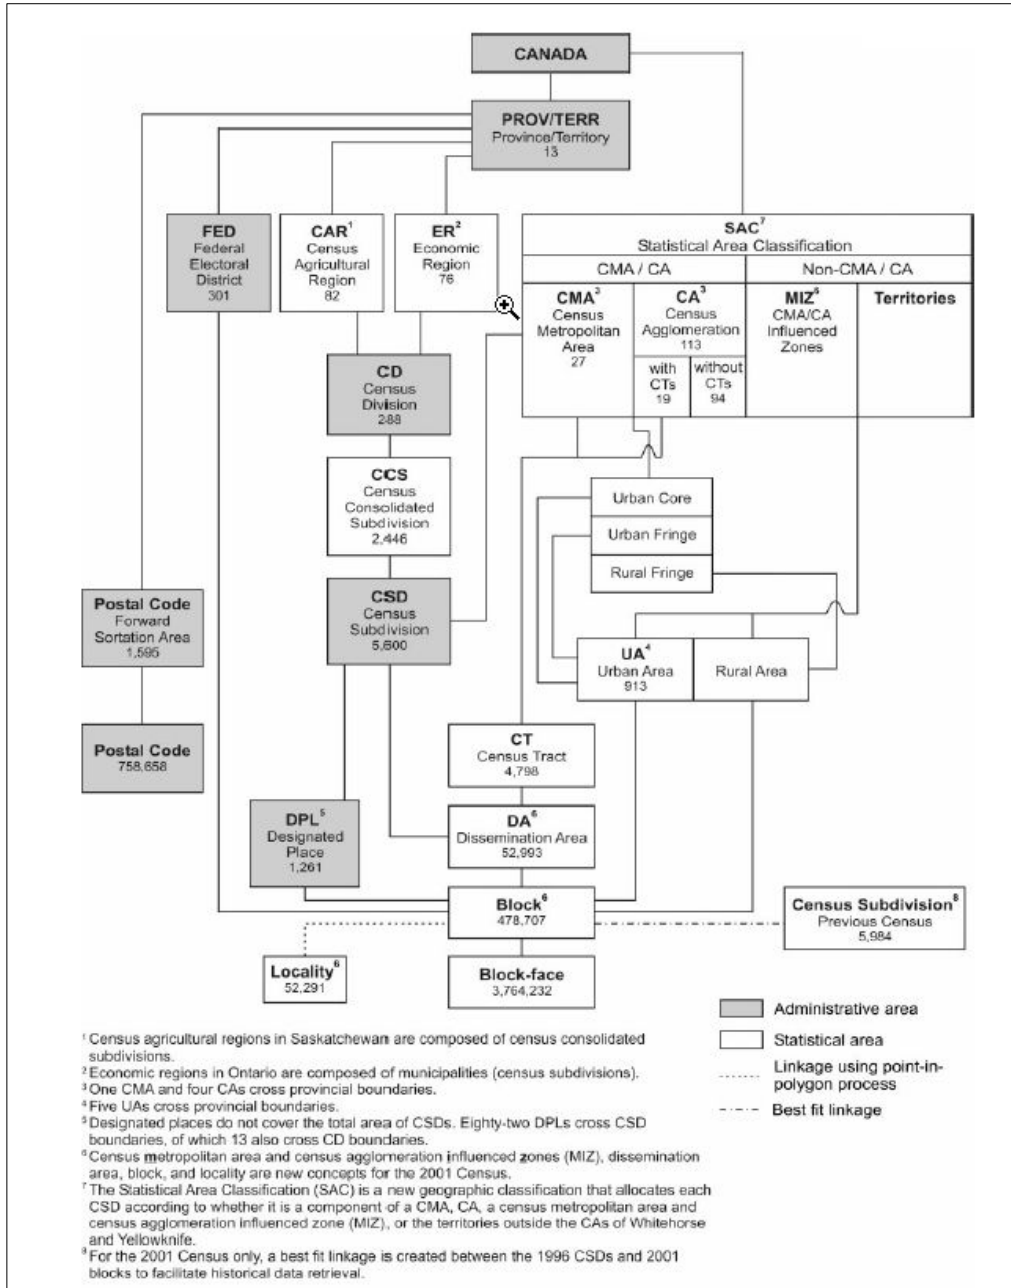 CANADA
PROV/TERR
Province/Territory
13
FED
Federal
Electoral
District
301
CAR¹
Census
Agricultural
Region
82
ER²
Economic
Region
76
SAC⁷
Statistical Area Classification
CMA / CA
Non-CMA / CA
CMA³
Census
Metropolitan
Area
27
CA³
Census
Agglomeration
113
with
CTs
19
without
CTs
94
MIZ⁶
CMA/CA
Influenced
Zones
Territories
CD
Census
Division
288
CCS
Census
Consolidated
Subdivision
2,446
Urban Core
Urban Fringe
Rural Fringe
Postal Code
Forward
Sortation Area
1,595
CSD
Census
Subdivision
5,600
UA⁴
Urban Area
913
Rural Area
Postal Code
758,658
CT
Census Tract
4,798
DPL⁵
Designated
Place
1,261
DA⁶
Dissemination Area
52,993
Block⁶
478,707
Census Subdivision⁸
Previous Census
5,984
Locality⁶
52,291
Block-face
3,764,232
Administrative area
Statistical area
Linkage using point-in-
polygon process
Best fit linkage
¹ Census agricultural regions in Saskatchewan are composed of census consolidated
subdivisions.
² Economic regions in Ontario are composed of municipalities (census subdivisions).
³ One CMA and four CAs cross provincial boundaries.
⁴ Five UAs cross provincial boundaries.
⁵ Designated places do not cover the total area of CSDs. Eighty-two DPLs cross CSD
boundaries, of which 13 also cross CD boundaries.
⁶ Census metropolitan area and census agglomeration influenced zones (MIZ), dissemination
area, block, and locality are new concepts for the 2001 Census.
⁷ The Statistical Area Classification (SAC) is a new geographic classification that allocates each
CSD according to whether it is a component of a CMA, CA, a census metropolitan area and
census agglomeration influenced zone (MIZ), or the territories outside the CAs of Whitehorse
and Yellowknife.
⁸ For the 2001 Census only, a best fit linkage is created between the 1996 CSDs and 2001
blocks to facilitate historical data retrieval.